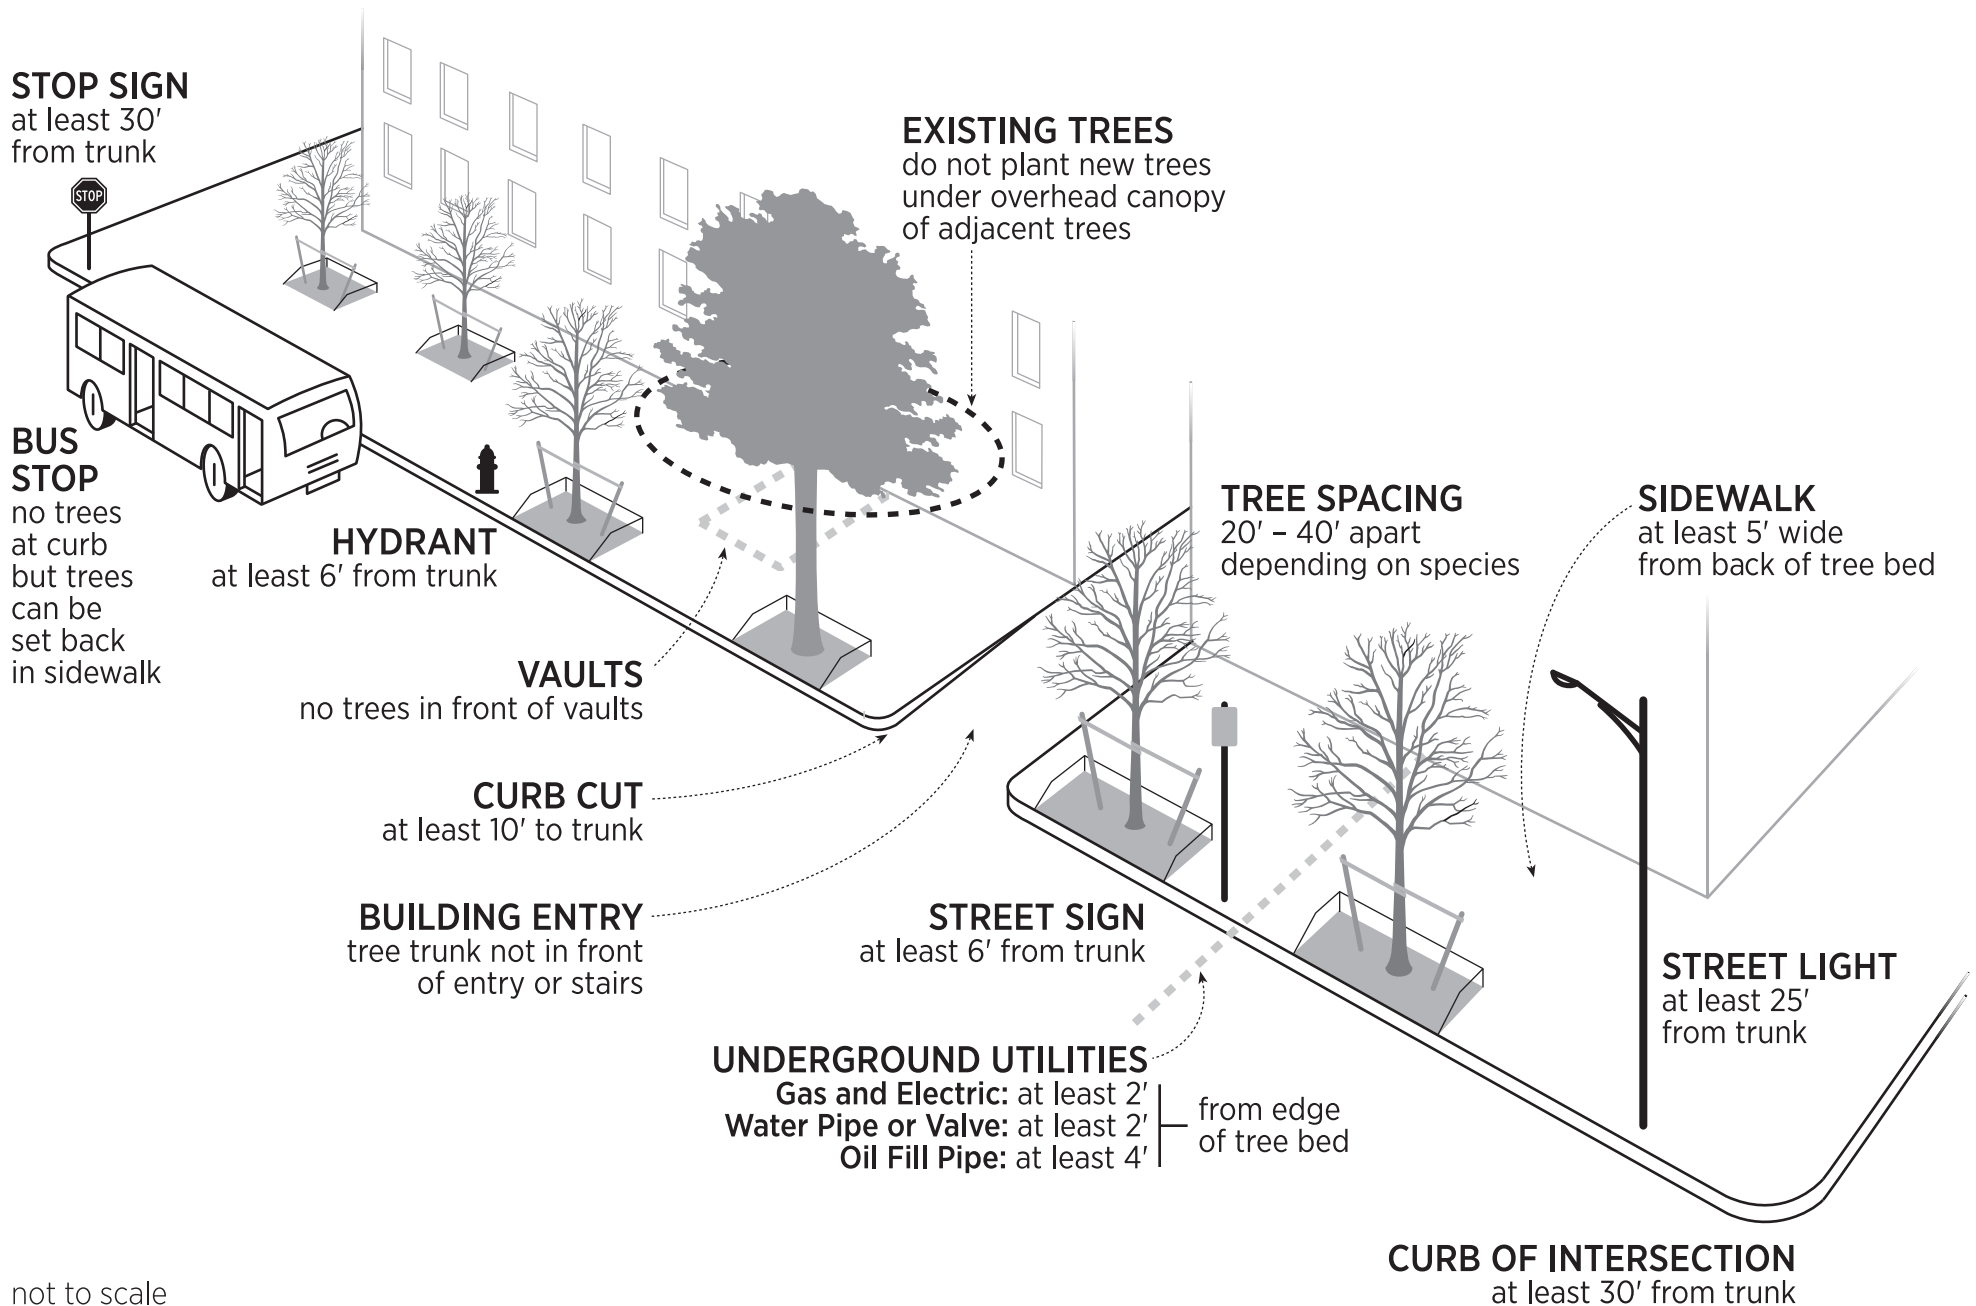 STOP SIGN
at least 30'
from trunk
STOP
EXISTING TREES
do not plant new trees
under overhead canopy
of adjacent trees
BUS
STOP
no trees
at curb
but trees
can be
set back
in sidewalk
HYDRANT
at least 6' from trunk
TREE SPACING
20' – 40' apart
depending on species
SIDEWALK
at least 5' wide
from back of tree bed
VAULTS
no trees in front of vaults
CURB CUT
at least 10' to trunk
BUILDING ENTRY
tree trunk not in front
of entry or stairs
STREET SIGN
at least 6' from trunk
STREET LIGHT
at least 25'
from trunk
UNDERGROUND UTILITIES
Gas and Electric: at least 2'
Water Pipe or Valve: at least 2'
Oil Fill Pipe: at least 4'
from edge
of tree bed
CURB OF INTERSECTION
at least 30' from trunk
not to scale